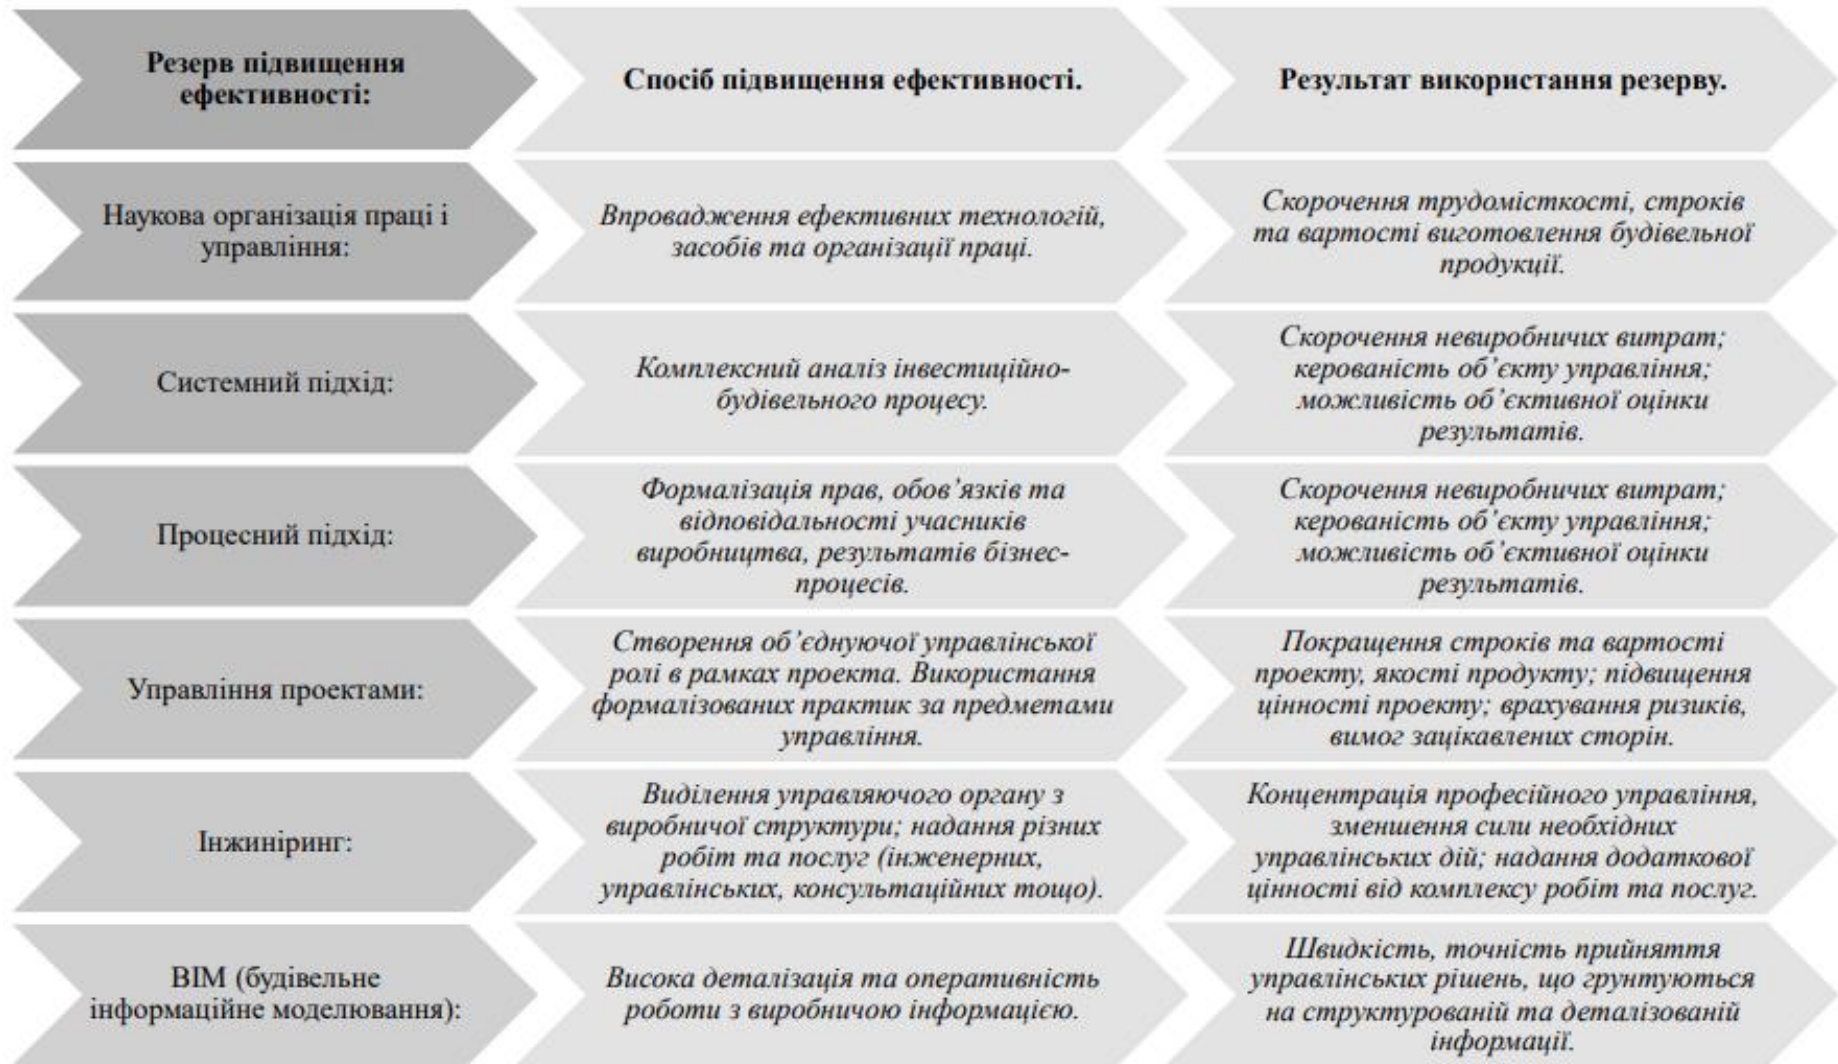 Резерв підвищення
ефективності:
Спосіб підвищення ефективності.
Результат використання резерву.
Наукова організація праці і
управління:
Впровадження ефективних технологій,
засобів та організації праці.
Скорочення трудомісткості, строків
та вартості виготовлення будівельної
продукції.
Системний підхід:
Комплексний аналіз інвестиційно-
будівельного процесу.
Скорочення невиробничих витрат;
керованість об’єкту управління;
можливість об’єктивної оцінки
результатів.
Процесний підхід:
Формалізація прав, обов’язків та
відповідальності учасників
виробництва, результатів бізнес-
процесів.
Скорочення невиробничих витрат;
керованість об’єкту управління;
можливість об’єктивної оцінки
результатів.
Управління проектами:
Створення об’єднуючої управлінської
ролі в рамках проекта. Використання
формалізованих практик за предметами
управління.
Покращення строків та вартості
проекту, якості продукту; підвищення
цінності проекту; врахування ризиків,
вимог зацікавлених сторін.
Інжиніринг:
Виділення управляючого органу з
виробничої структури; надання різних
робіт та послуг (інженерних,
управлінських, консультаційних тощо).
Концентрація професійного управління,
зменшення сили необхідних
управлінських дій; надання додаткової
цінності від комплексу робіт та послуг.
BIM (будівельне
інформаційне моделювання):
Висока деталізація та оперативність
роботи з виробничою інформацією.
Швидкість, точність прийняття
управлінських рішень, що грунтуються
на структурованій та деталізованій
інформації.